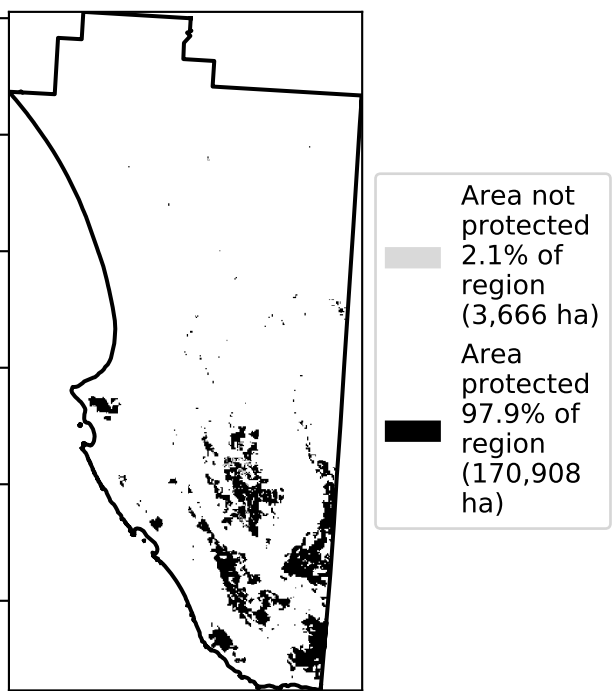 Area not
protected
2.1% of
region
(3,666 ha)
Area
protected
97.9% of
region
(170,908
ha)